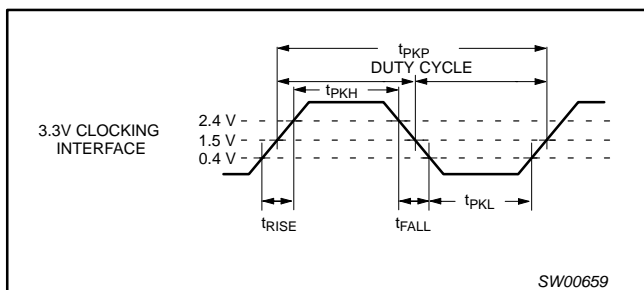 tPKP
DUTY CYCLE
tPKH
2.4 V
3.3V CLOCKING
INTERFACE
1.5 V
0.4 V
tRISE
tFALL
tPKL
SW00659